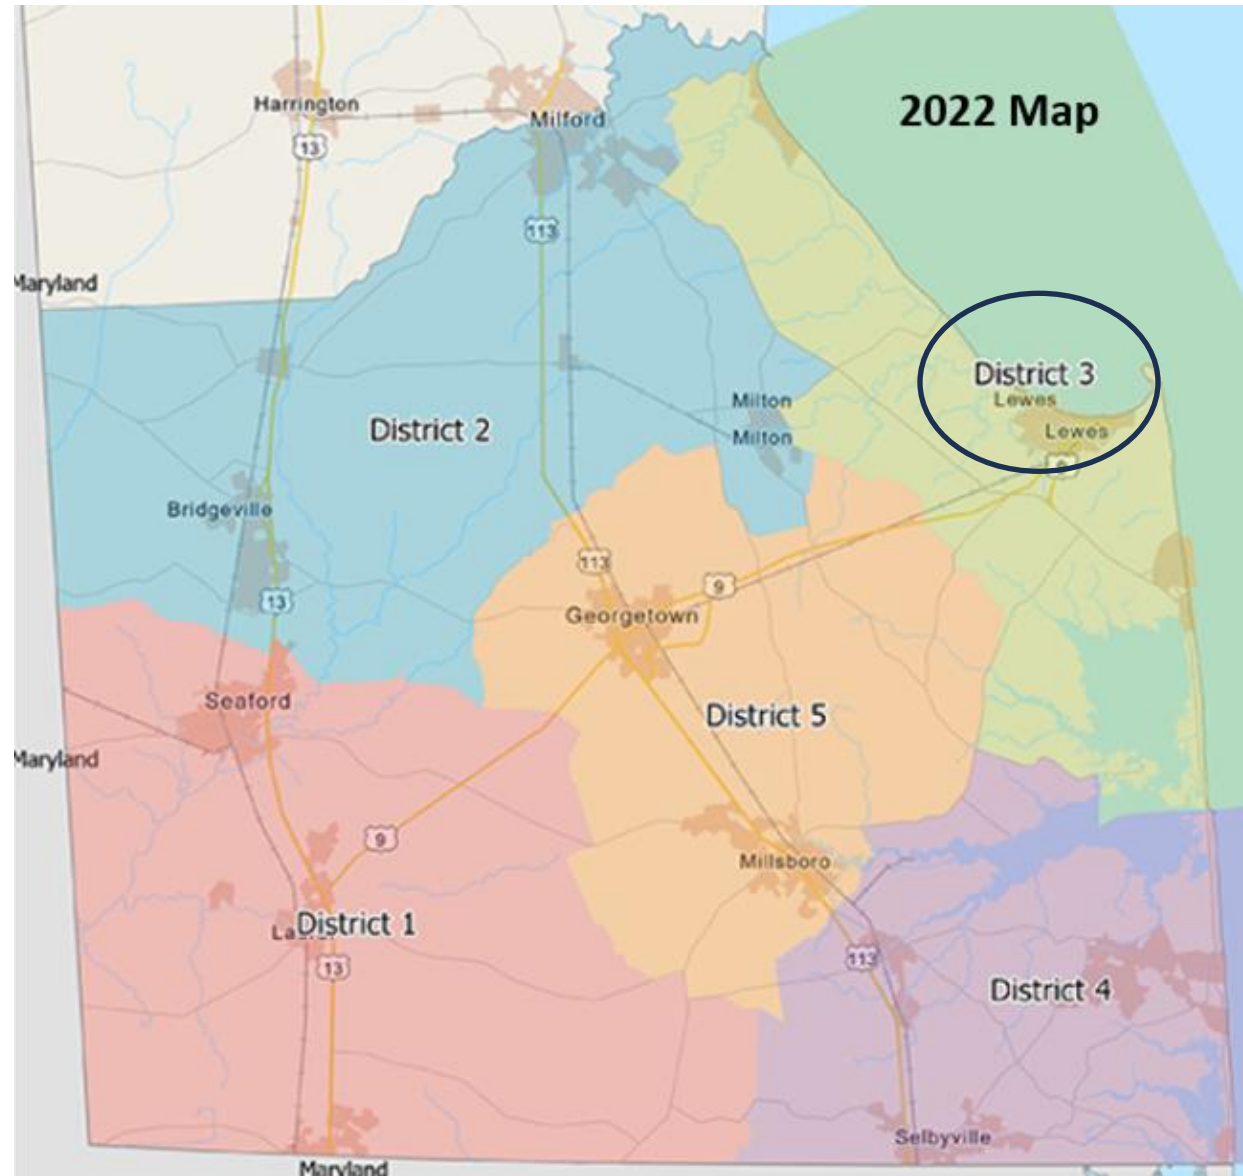 2022 Map
Harrington
Milford
13
113
Maryland
District 3
Lewes
Milton
District 2
Lewes
Milton
9
Bridgeville
113
9
13
Georgetown
Seaford
District 5
Maryland
9
Millsboro
District 1
113
13
District 4
Selbyville
Maryland